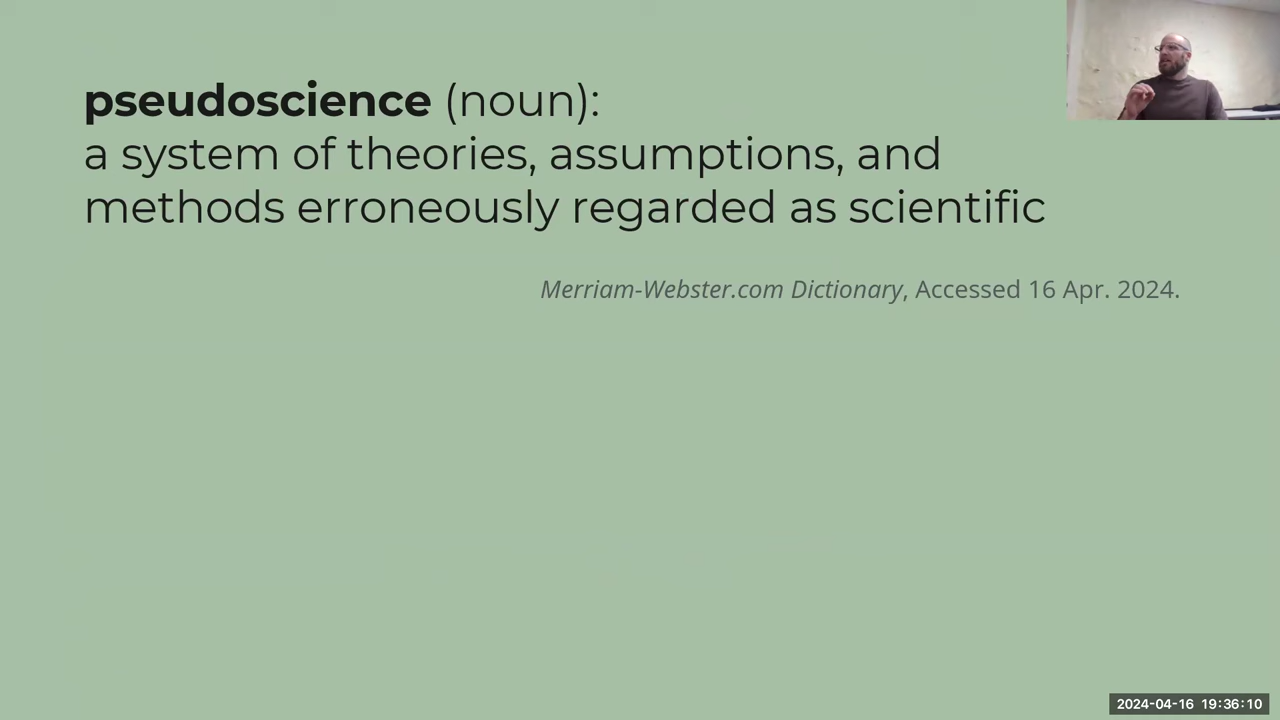 pseudoscience (noun):
a system of theories, assumptions, and
methods erroneously regarded as scientific
Merriam-Webster.com Dictionary, Accessed 16 Apr. 2024.
2024-04-16 19:36:10